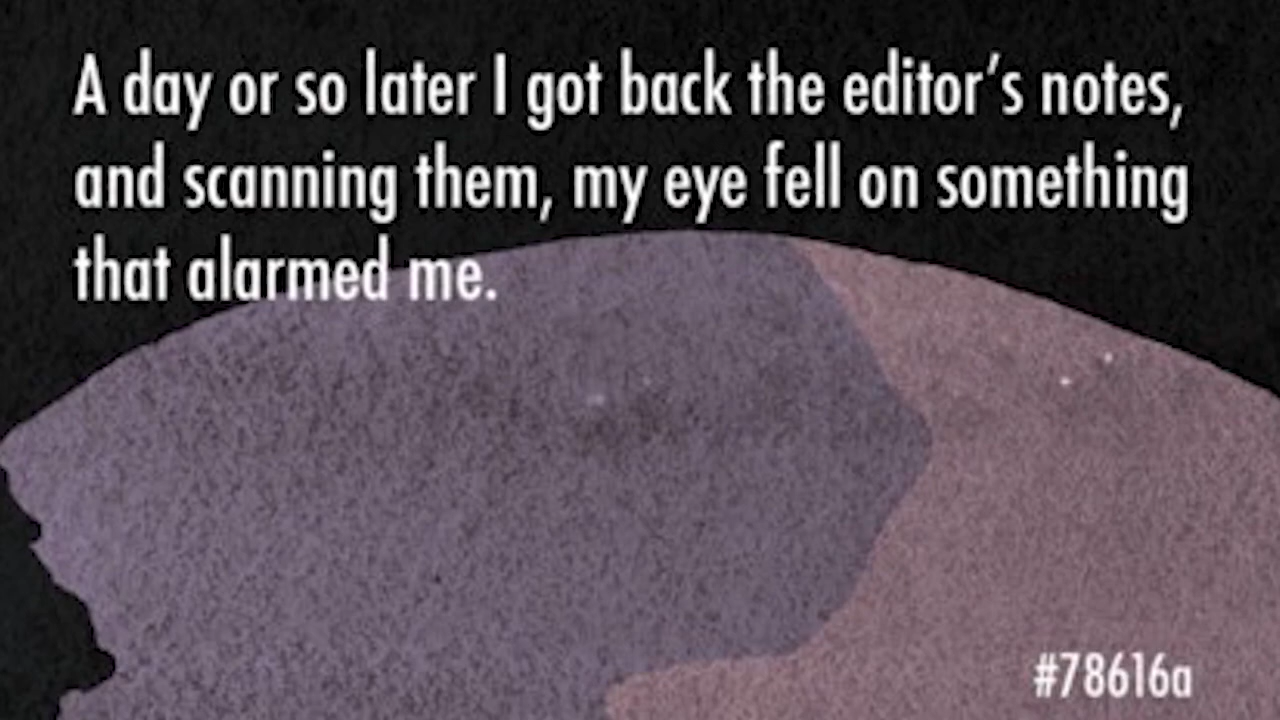 A day or so later I got back the editor’s notes,
and scanning them, my eye fell on something
that alarmed me.
#78616a